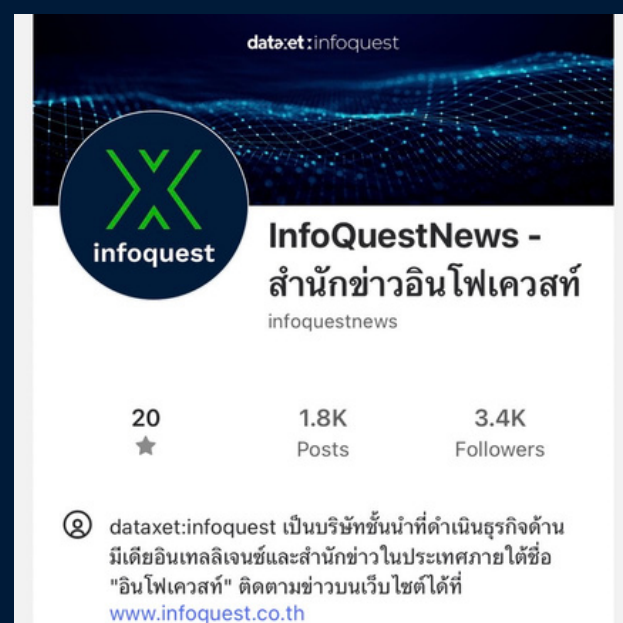 data:et:infoquest
infoquest
InfoQuestNews -
สำนักข่าวอินโฟเควสท์
infoquestnews
20
1.8K
3.4K
Posts
Followers
dataxet:infoquest เป็นบริษัทชั้นนำที่ดำเนินธุรกิจด้าน
มีเดียอินเทลลิเจนซ์และสำนักข่าวในประเทศภายใต้ชื่อ
"อินโฟเควสท์" ติดตามข่าวบนเว็บไซต์ได้ที่
www.infoquest.co.th